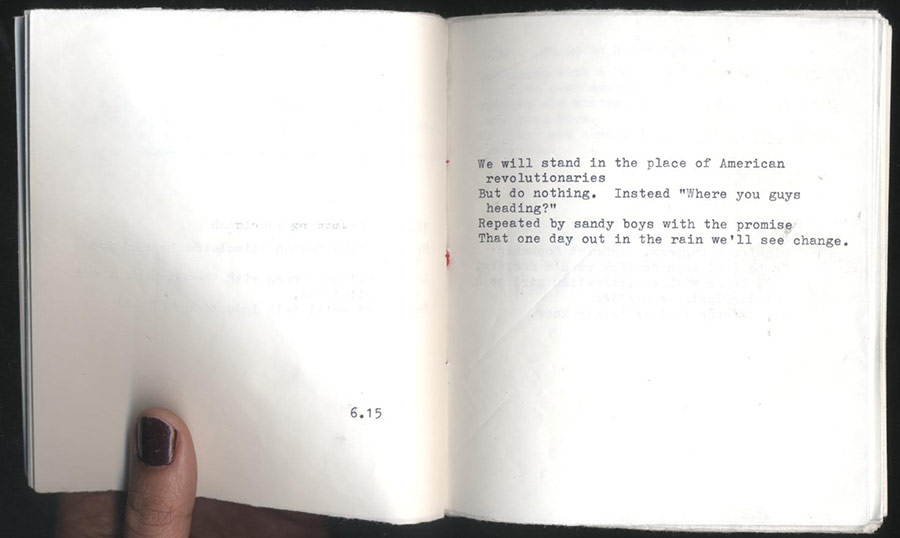 6.15
We will stand in the place of American
revolutionaries
But do nothing.  Instead "Where you guys
heading?"
Repeated by sandy boys with the promise
That one day out in the rain we'll see change.